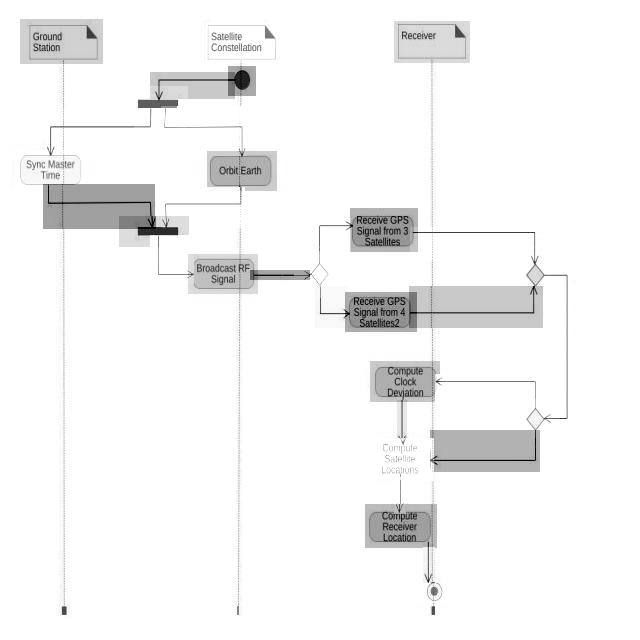 Ground
Station
Satellite
Constellation
Receiver
Sync Master
Time
Orbit Earth
Receive GPS
Signal from 3
Satellites
Broadcast RF
Signal
Receive GPS
Signal from 4
Satellites2
Compute
Clock
Deviation
Compute
Satellite
Locations
Compute
Receiver
Location